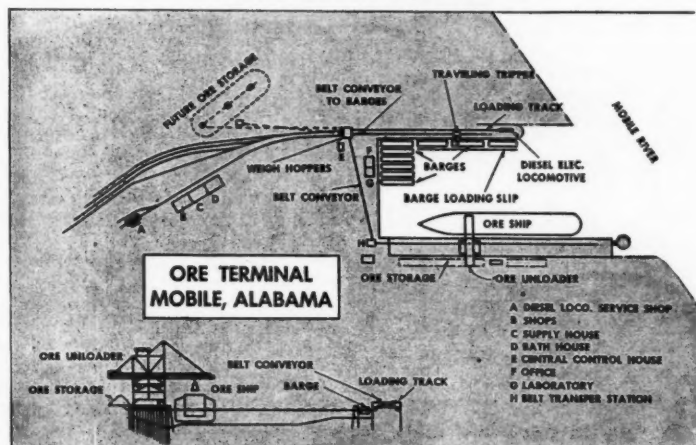 FUTURE ORE STORAGE
BELT CONVEYOR
TO BARGES
TRAVELING TRIPPER
LOADING TRACK
MOBILE RIVER
E
F
G
WEIGH HOPPERS
BARGES
DIESEL ELEC.
LOCOMOTIVE
BELT
CONVEYOR
BARGE LOADING SLIP
A
B
C
D
ORE SHIP
H
ORE STORAGE
ORE UNLOADER
ORE TERMINAL
MOBILE, ALABAMA
A DIESEL LOCO. SERVICE SHOP
B SHOPS
C SUPPLY HOUSE
D BATH HOUSE
E CENTRAL CONTROL HOUSE
F OFFICE
G LABORATORY
H BELT TRANSFER STATION
ORE UNLOADER
ORE STORAGE
ORE SHIP
BELT CONVEYOR
BARGE
LOADING TRACK